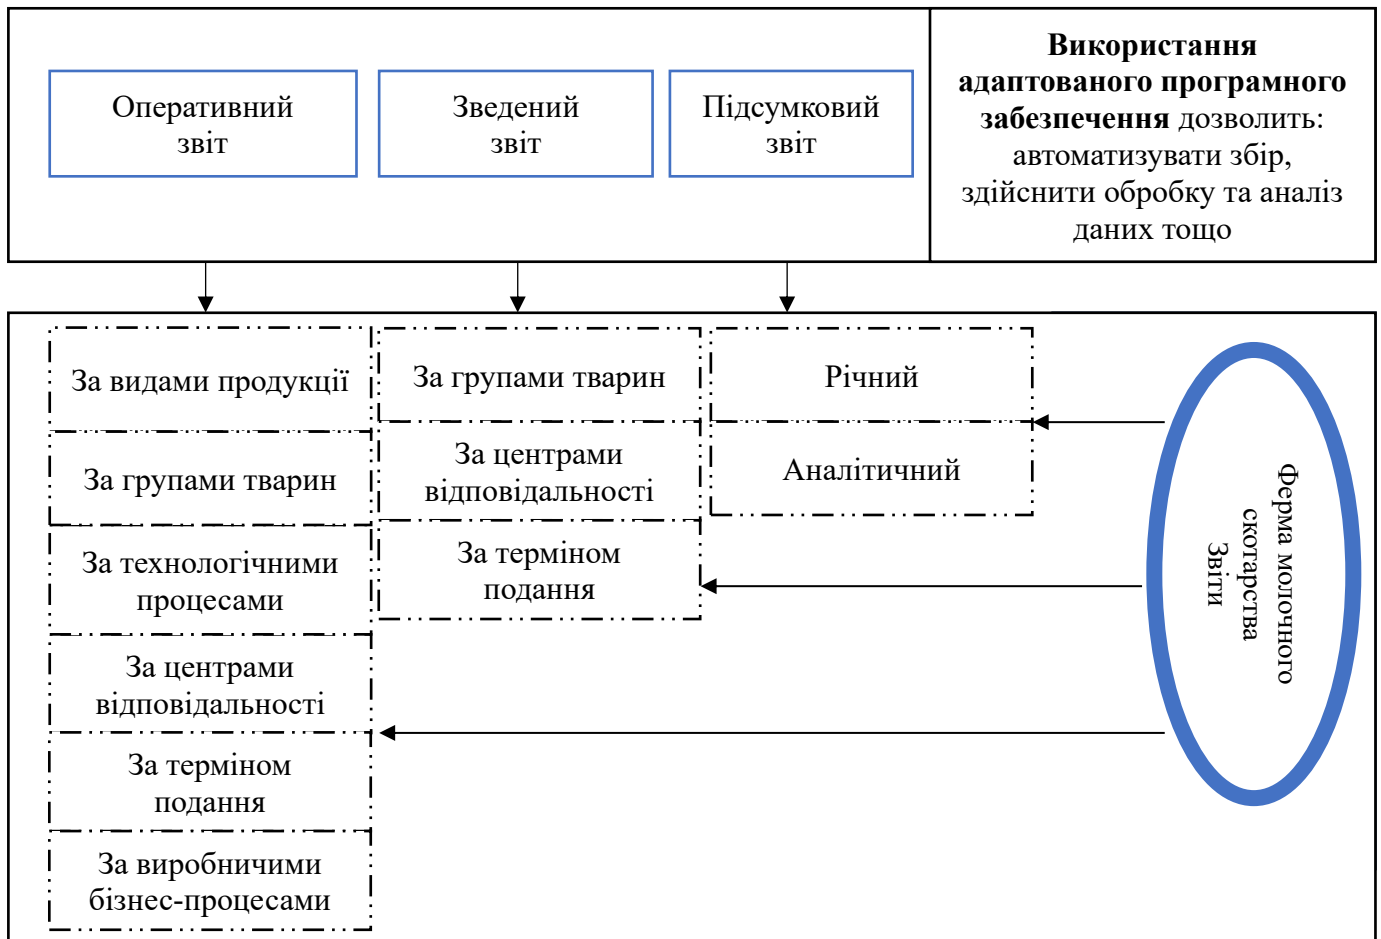 Оперативний
звіт
Зведений
звіт
Підсумковий
звіт
Використання
адаптованого програмного
забезпечення дозволить:
автоматизувати збір,
здійснити обробку та аналіз
даних тощо
За видами продукції
За групами тварин
За технологічними
процесами
За центрами
відповідальності
За терміном
подання
За виробничими
бізнес-процесами
За групами тварин
За центрами
відповідальності
За терміном
подання
Річний
Аналітичний
Ферма молочного
скотарства
Звіти